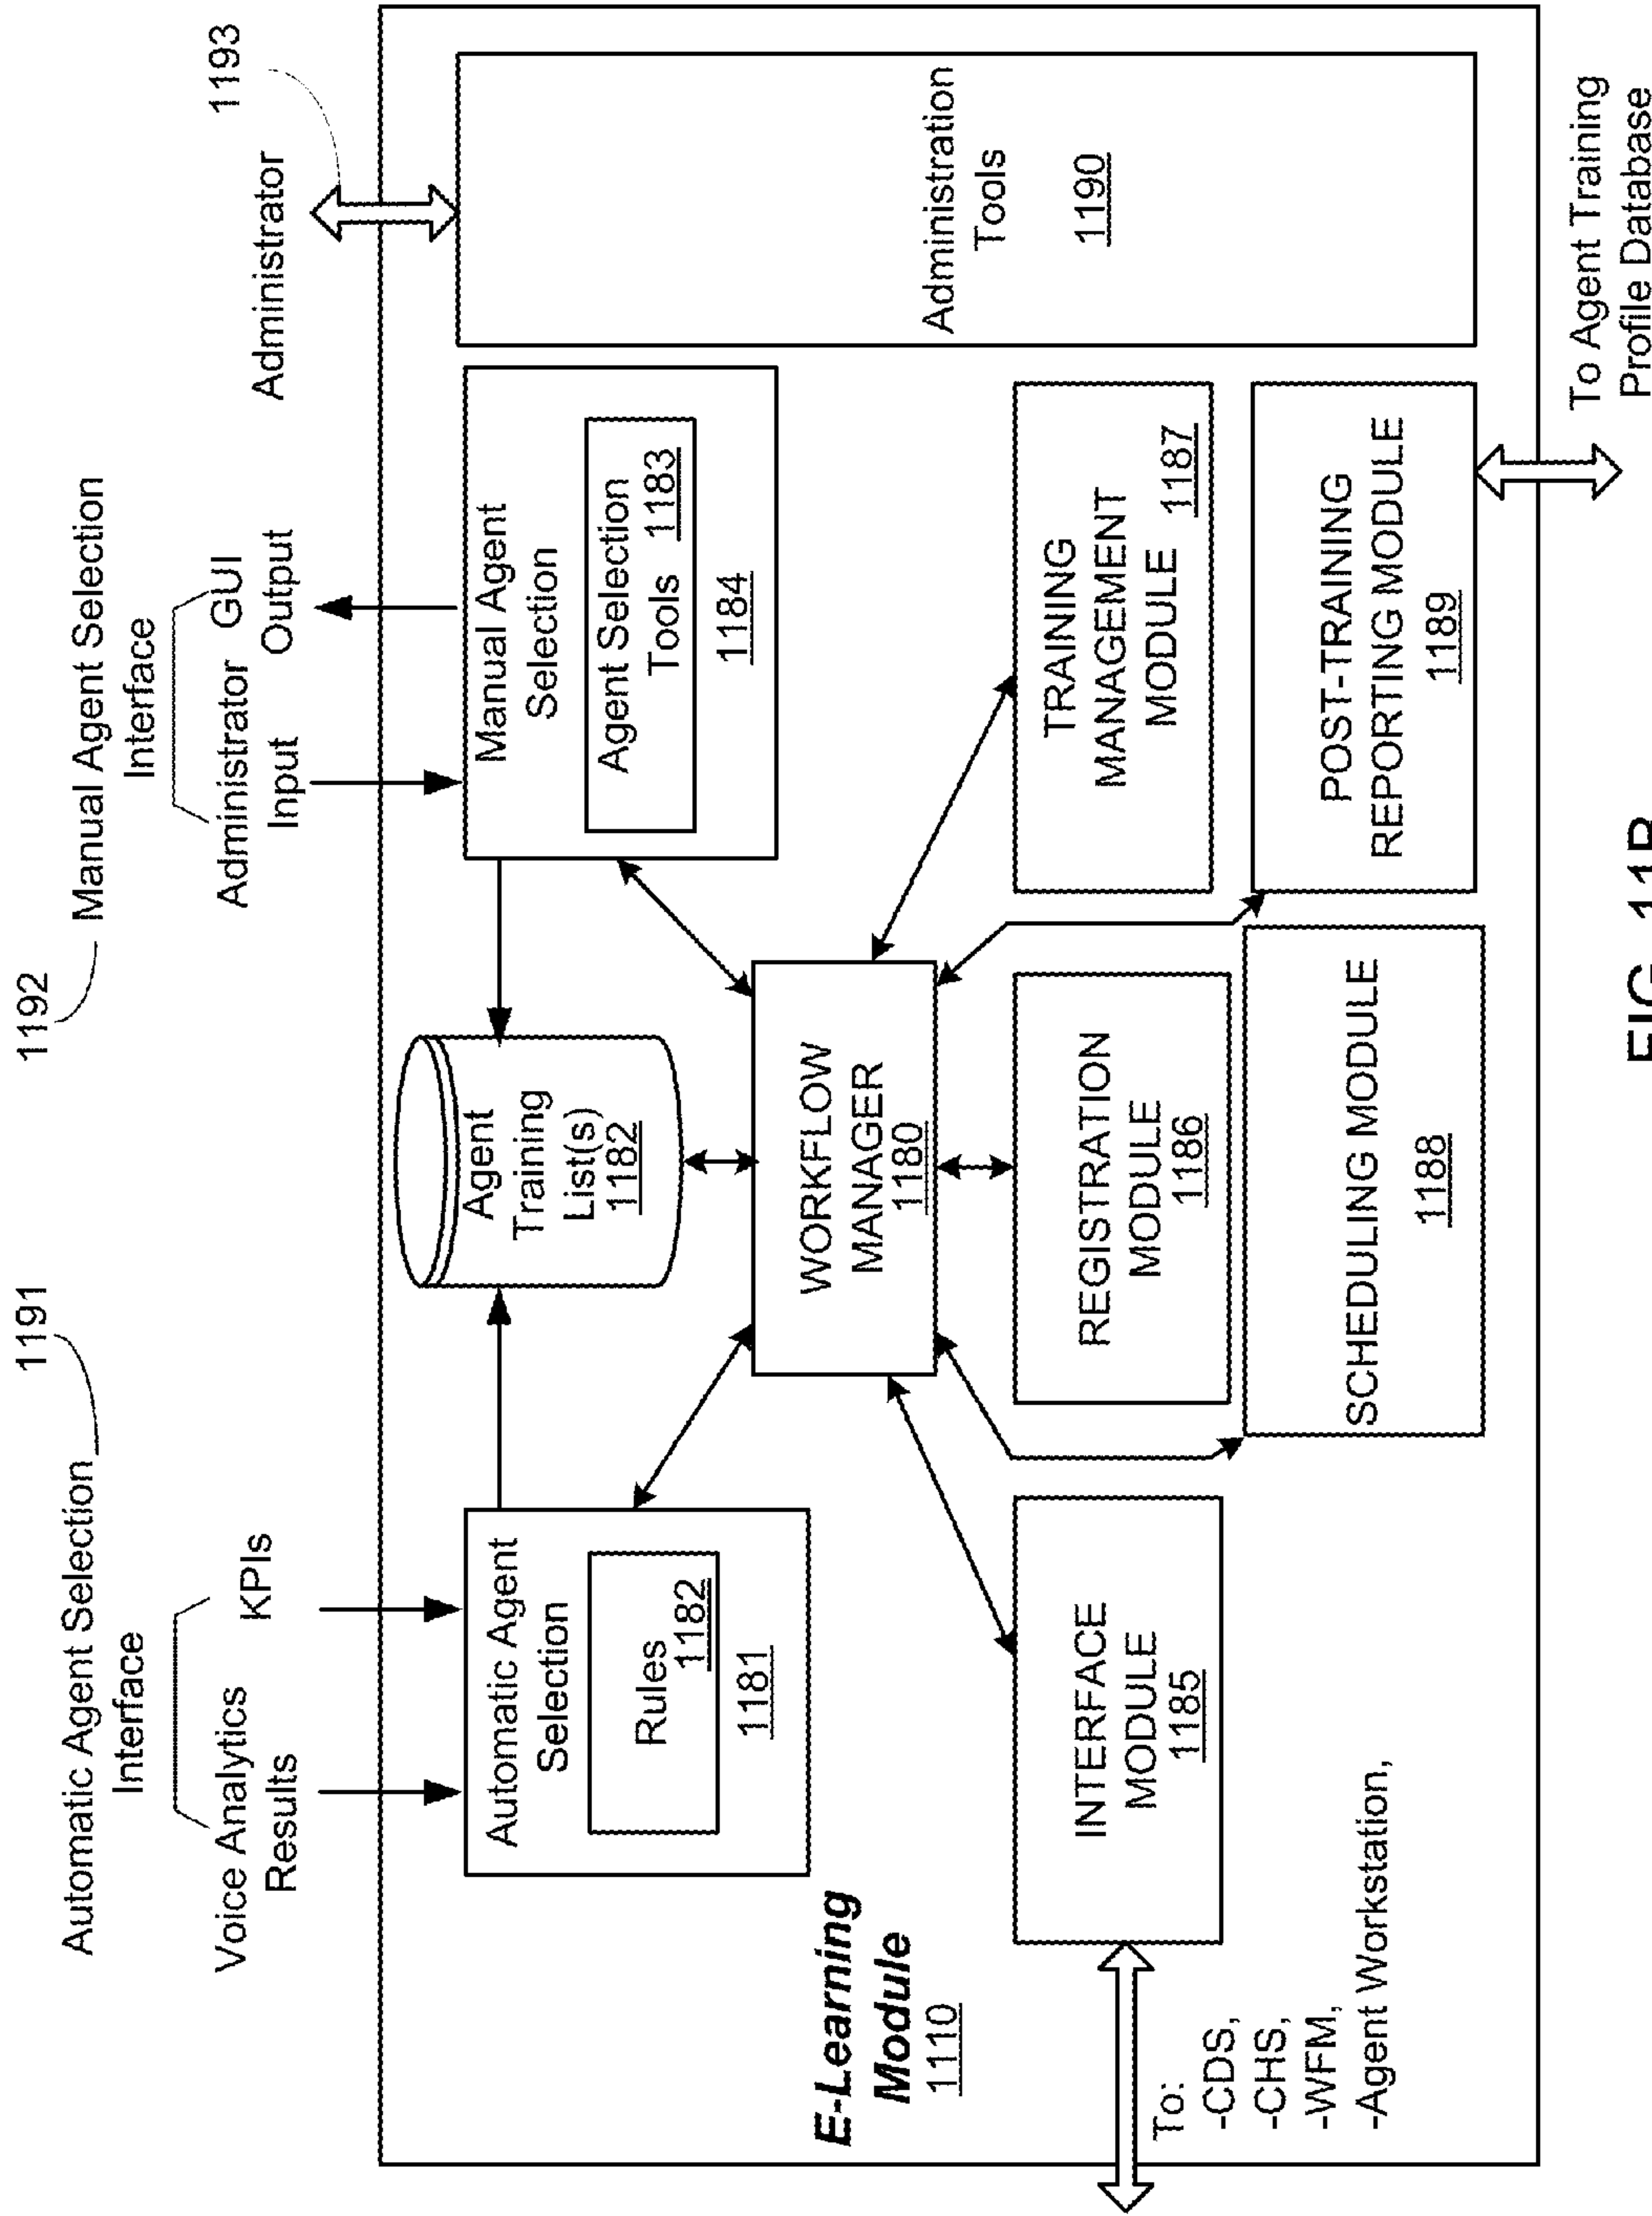 1191
1192
1193
Automatic Agent Selection
Interface
Manual Agent Selection
Interface
Administrator
Voice Analytics
Results
KPIs
Administrator
Input
GUI
Output
Automatic Agent
Selection
Rules
1182
1181
Agent
Training
List(s)
1182
Manual Agent
Selection
Agent Selection
Tools 1183
1184
Administration
Tools
1190
E-Learning
Module
1110
WORKFLOW
MANAGER
1180
INTERFACE
MODULE
1185
REGISTRATION
MODULE
1186
TRAINING
MANAGEMENT
MODULE 1187
SCHEDULING MODULE
1188
POST-TRAINING
REPORTING MODULE
1189
To:
-CDS,
-CHS,
-WFM,
-Agent Workstation,
To Agent Training
Profile Database
FIG. 11B